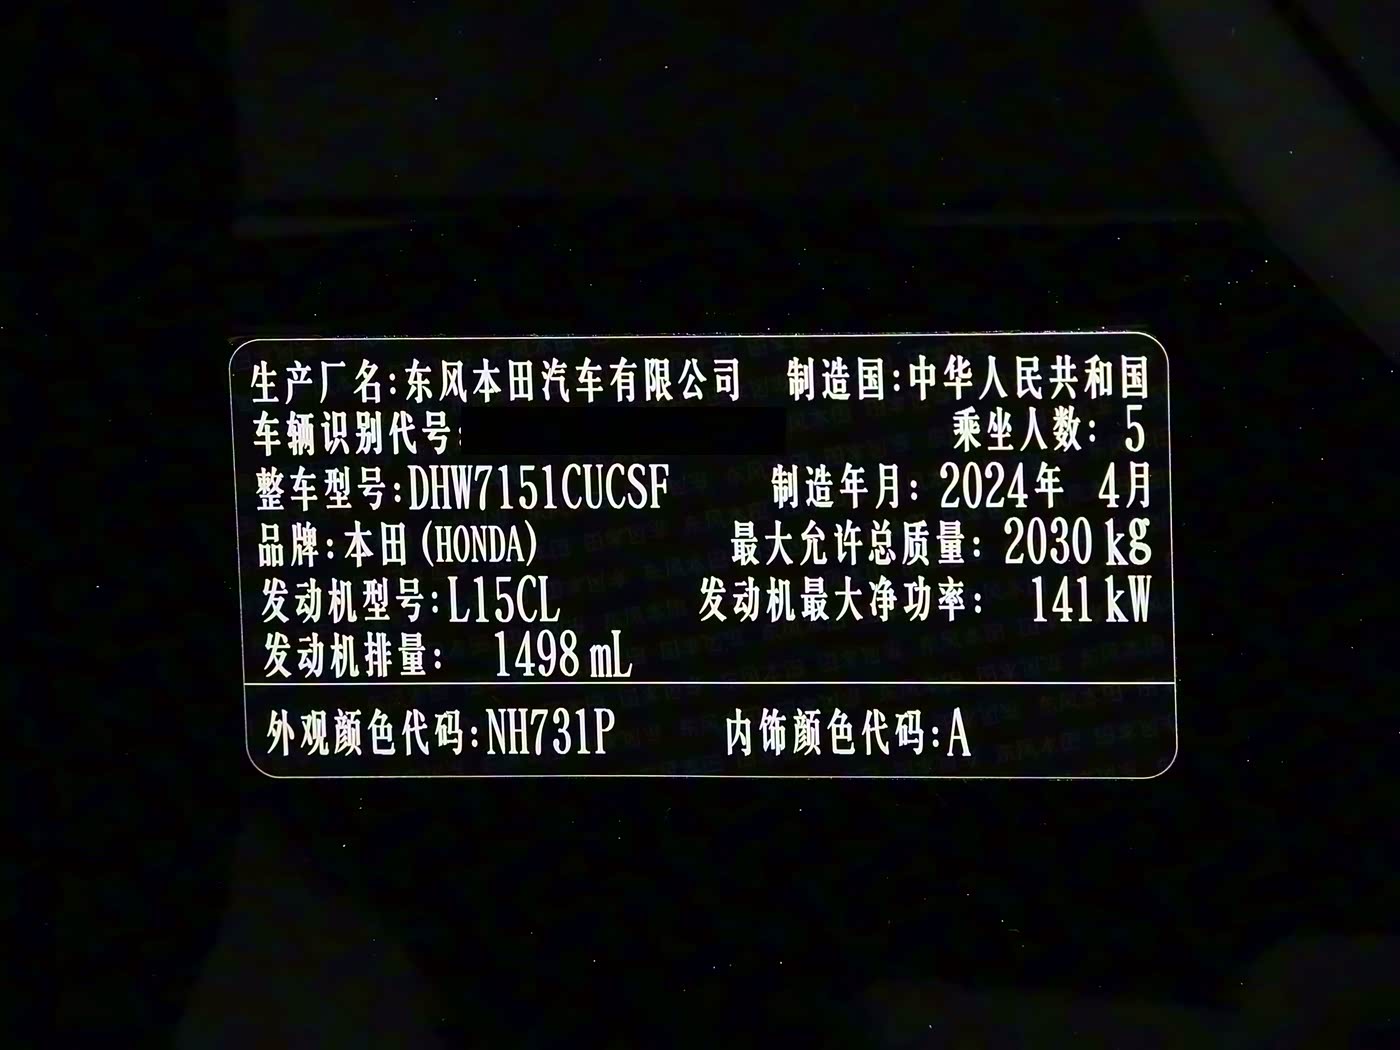 生产厂名:东风本田汽车有限公司 制造国:中华人民共和国
车辆识别代号: 乘坐人数: 5
整车型号:DHW7151CUCSF 制造年月: 2024年 4月
品牌:本田(HONDA) 最大允许总质量: 2030 kg
发动机型号:L15CL 发动机最大净功率: 141 kW
发动机排量: 1498 mL
外观颜色代码:NH731P 内饰颜色代码:A